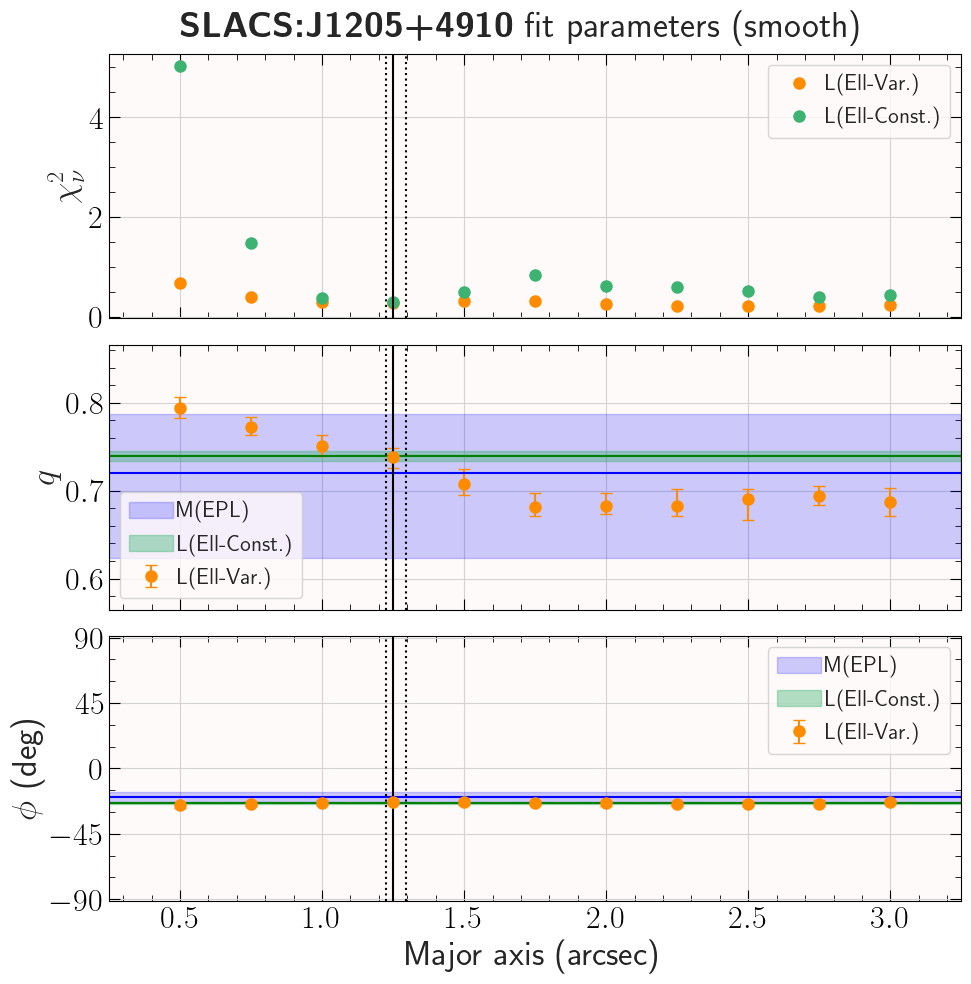 SLACS:J1205+4910 fit parameters (smooth)
L(Ell-Var.)
L(Ell-Const.)
4
2
0
χ²ᵥ
0.8
0.7
0.6
q
M(EPL)
L(Ell-Const.)
L(Ell-Var.)
90
45
0
−45
−90
ϕ (deg)
M(EPL)
L(Ell-Const.)
L(Ell-Var.)
0.5 1.0 1.5 2.0 2.5 3.0
Major axis (arcsec)